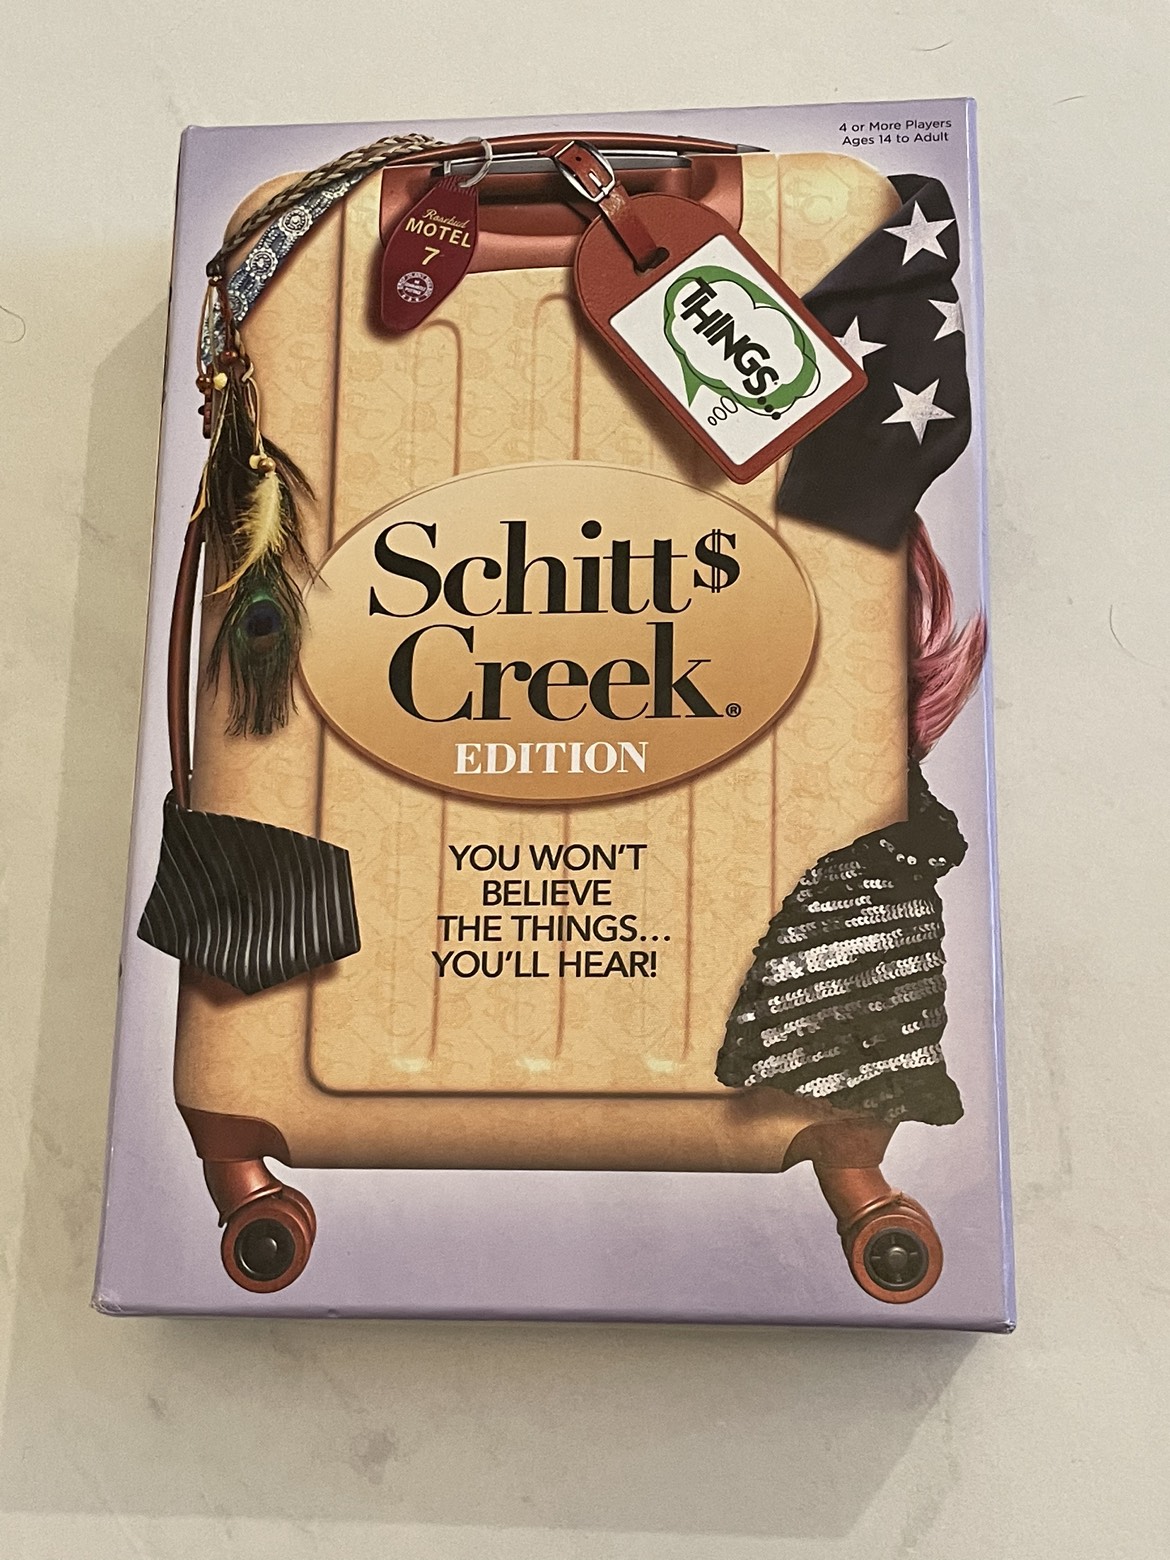 4 or More Players
Ages 14 to Adult
Rosebud
MOTEL
7
THINGS...
Schitt$
Creek®
EDITION
YOU WON'T
BELIEVE
THE THINGS...
YOU'LL HEAR!